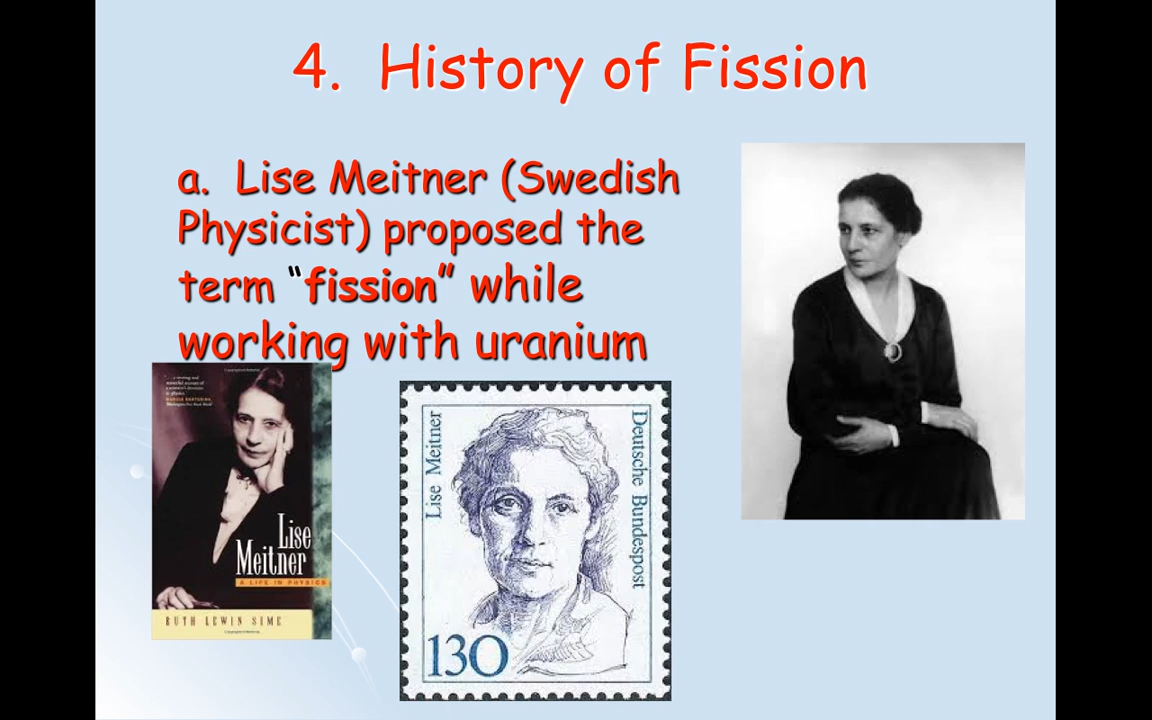 4. History of Fission
a. Lise Meitner (Swedish
Physicist) proposed the
term “fission” while
working with uranium
Lise
Meitner
A LIFE IN PHYSICS
RUTH LEWIN SIME
Lise Meitner
Deutsche Bundespost
130